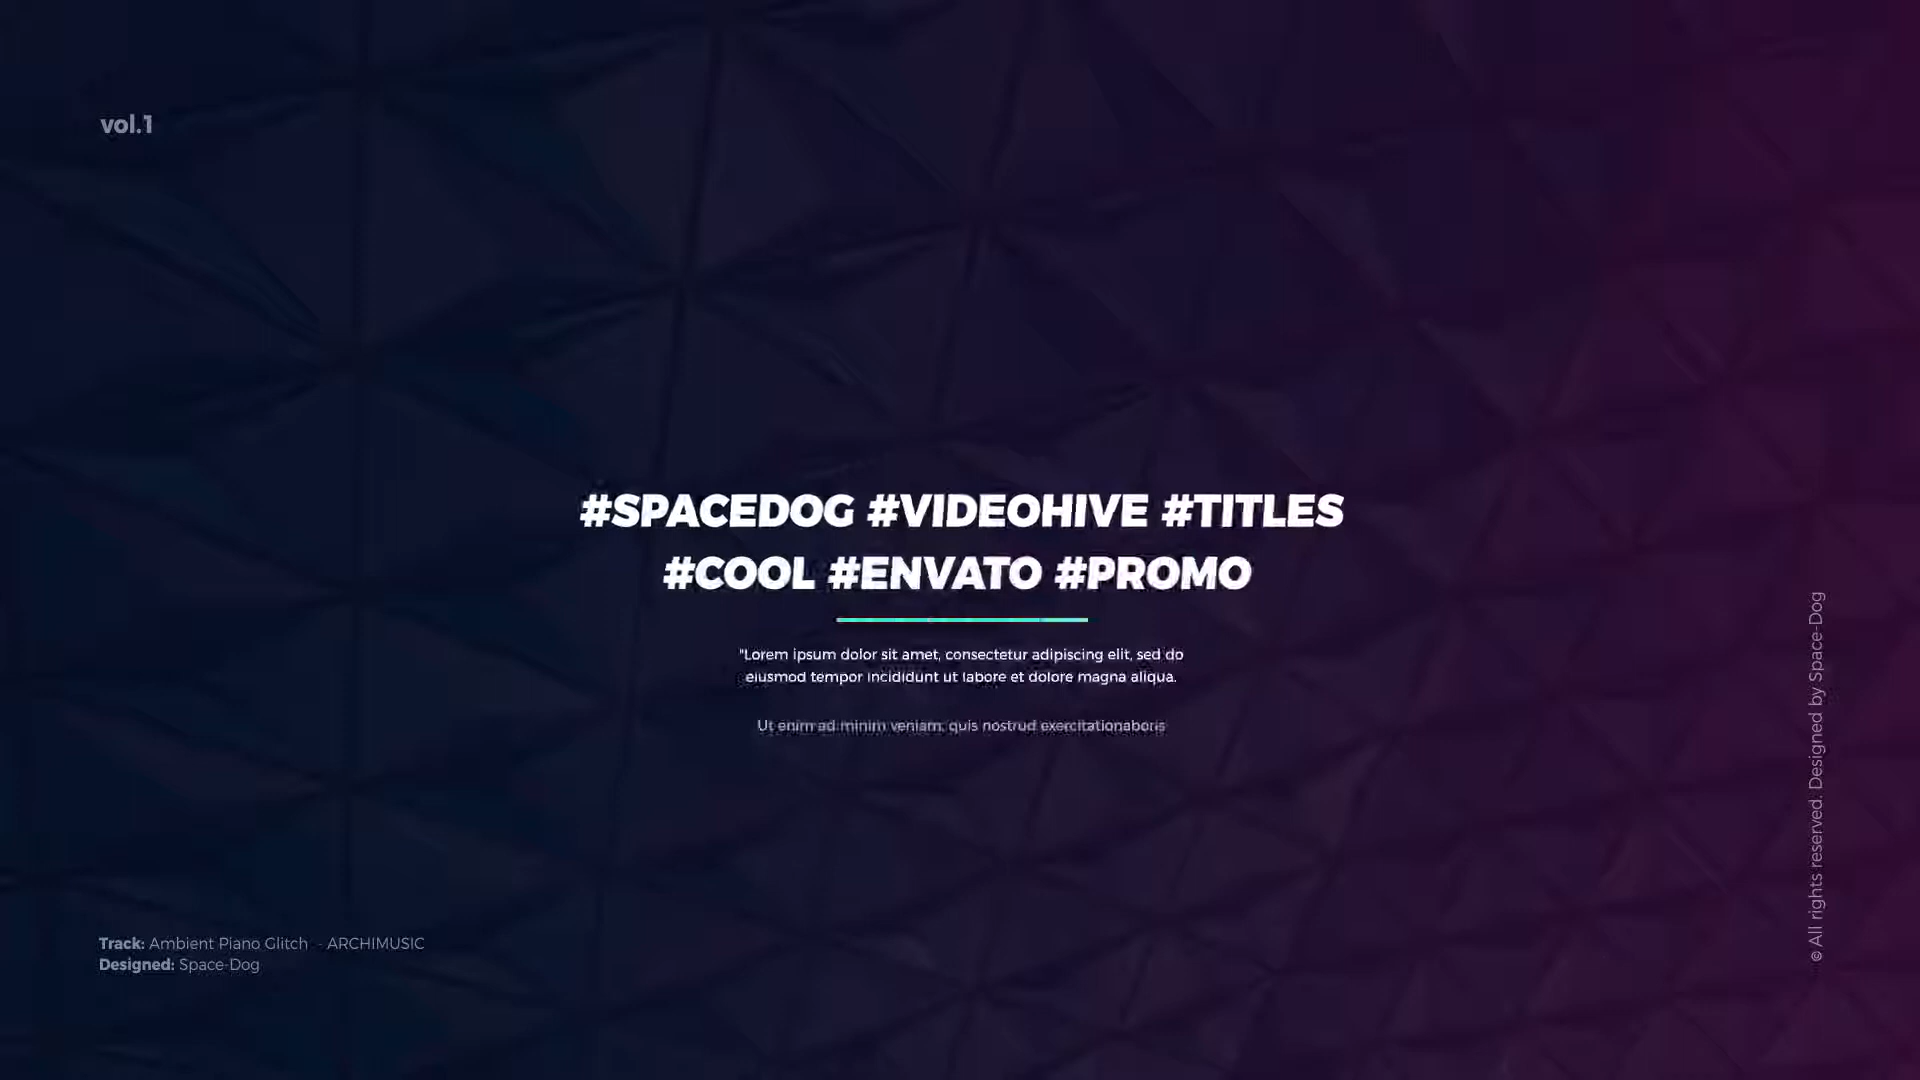 vol.1
#SPACEDOG #VIDEOHIVE #TITLES
#COOL #ENVATO #PROMO
"Lorem ipsum dolor sit amet, consectetur adipiscing elit, sed do
eiusmod tempor incididunt ut labore et dolore magna aliqua.
Ut enim ad minim veniam, quis nostrud exercitationaboris
Track: Ambient Piano Glitch - ARCHIMUSIC
Designed: Space-Dog
© All rights reserved. Designed by Space-Dog